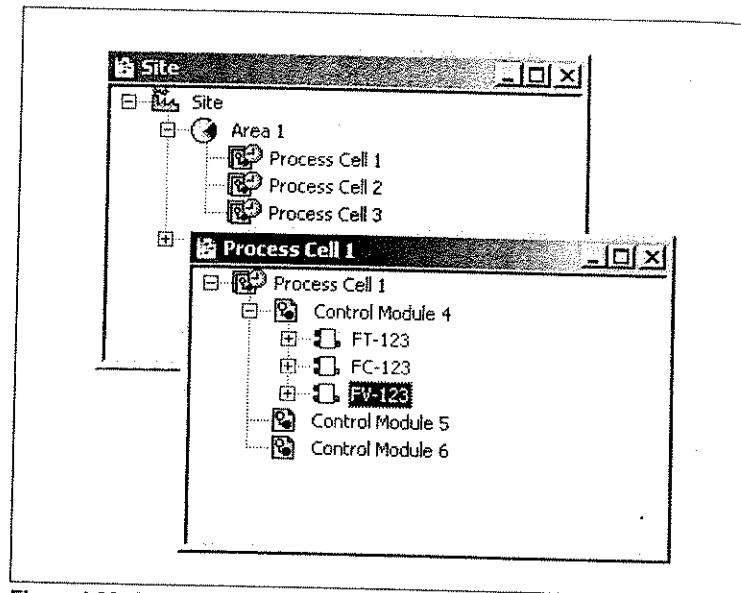 Site
Site
Area 1
Process Cell 1
Process Cell 2
Process Cell 3
Process Cell 1
Process Cell 1
Control Module 4
FT-123
FC-123
FV-123
Control Module 5
Control Module 6